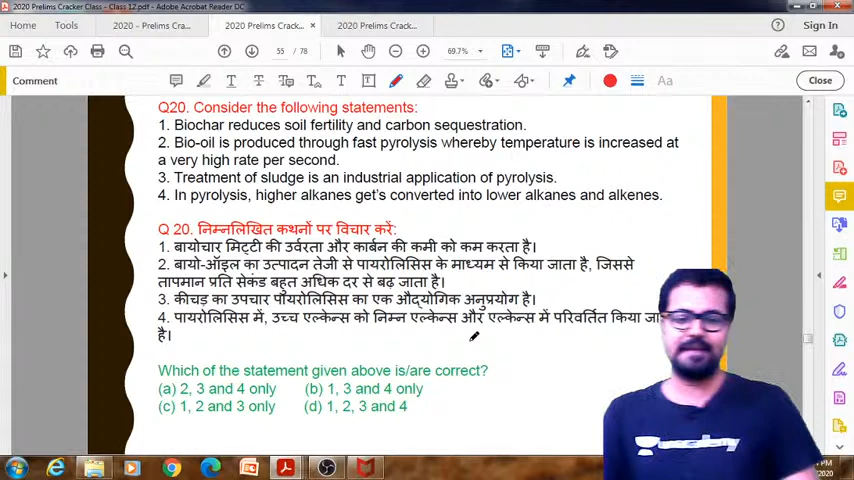 2020 Prelims Cracker Class - Class 12.pdf - Adobe Acrobat Reader DC
Home Tools 2020 – Prelims Cra... 2020 Prelims Crack... × 2020 Prelims Crack... Sign In
55 / 78 69.7%
Comment Aa Close
Q20. Consider the following statements:
1. Biochar reduces soil fertility and carbon sequestration.
2. Bio-oil is produced through fast pyrolysis whereby temperature is increased at
a very high rate per second.
3. Treatment of sludge is an industrial application of pyrolysis.
4. In pyrolysis, higher alkanes get's converted into lower alkanes and alkenes.
Q 20. निम्नलिखित कथनों पर विचार करें:
1. बायोचार मिट्टी की उर्वरता और कार्बन की कमी को कम करता है।
2. बायो-ऑइल का उत्पादन तेजी से पायरोलिसिस के माध्यम से किया जाता है, जिससे
तापमान प्रति सेकंड बहुत अधिक दर से बढ़ जाता है।
3. कीचड़ का उपचार पॉयरोलिसिस का एक औद्योगिक अनुप्रयोग है।
4. पायरोलिसिस में, उच्च एल्केन्स को निम्न एल्केन्स और एल्केन्स में परिवर्तित किया
है।
Which of the statement given above is/are correct?
(a) 2, 3 and 4 only (b) 1, 3 and 4 only
(c) 1, 2 and 3 only (d) 1, 2, 3 and 4
PM